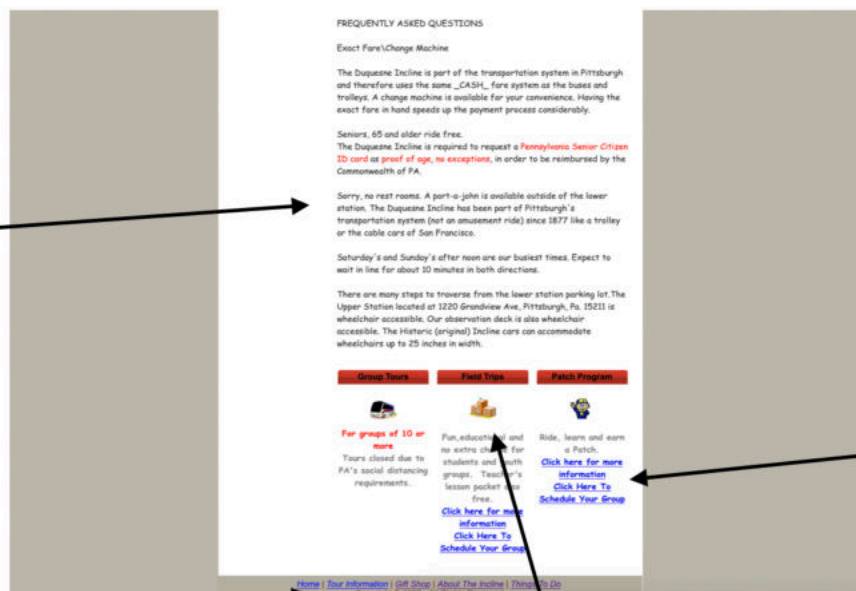 FREQUENTLY ASKED QUESTIONS
Exact Fare\Change Machine
The Duquesne Incline is part of the transportation system in Pittsburgh
and therefore uses the same _CASH_ fare system as the buses and
trolleys. A change machine is available for your convenience. Having the
exact fare in hand speeds up the payment process considerably.
Seniors, 65 and older ride free.
The Duquesne Incline is required to request a Pennsylvania Senior Citizen
ID card as proof of age, no exceptions, in order to be reimbursed by the
Commonwealth of PA.
Sorry, no rest rooms. A port-a-john is available outside of the lower
station. The Duquesne Incline has been part of Pittsburgh's
transportation system (not an amusement ride) since 1877 like a trolley
or the cable cars of San Francisco.
Saturday's and Sunday's after noon are our busiest times. Expect to
wait in line for about 10 minutes in both directions.
There are many steps to traverse from the lower station parking lot.The
Upper Station located at 1220 Grandview Ave, Pittsburgh, Pa. 15211 is
wheelchair accessible. Our observation deck is also wheelchair
accessible. The Historic (original) Incline cars can accommodate
wheelchairs up to 25 inches in width.
Group Tours
For groups of 10 or
more
Tours closed due to
PA's social distancing
requirements.
Field Trips
Fun,educational and
no extra charge for
students and youth
groups. Teacher's
lesson packet also
free.
Click here for more
information
Click Here To
Schedule Your Group
Patch Program
Ride, learn and earn
a Patch.
Click here for more
information
Click Here To
Schedule Your Group
Home | Tour Information | Gift Shop | About The Incline | Things To Do